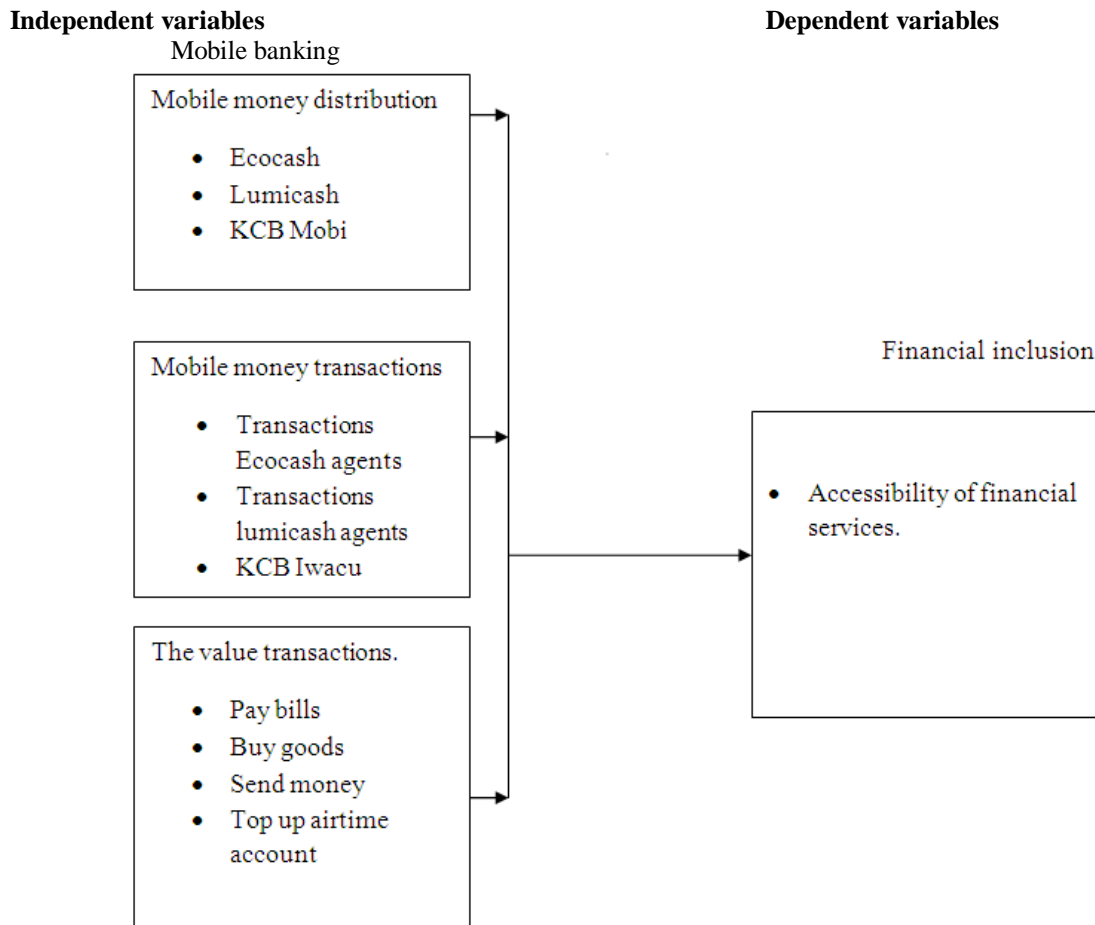 Independent variables
Dependent variables
Mobile banking
Mobile money distribution
• Ecocash
• Lumicash
• KCB Mobi
Mobile money transactions
• Transactions
Ecocash agents
• Transactions
lumicash agents
• KCB Iwacu
The value transactions.
• Pay bills
• Buy goods
• Send money
• Top up airtime
account
Financial inclusion
• Accessibility of financial
services.